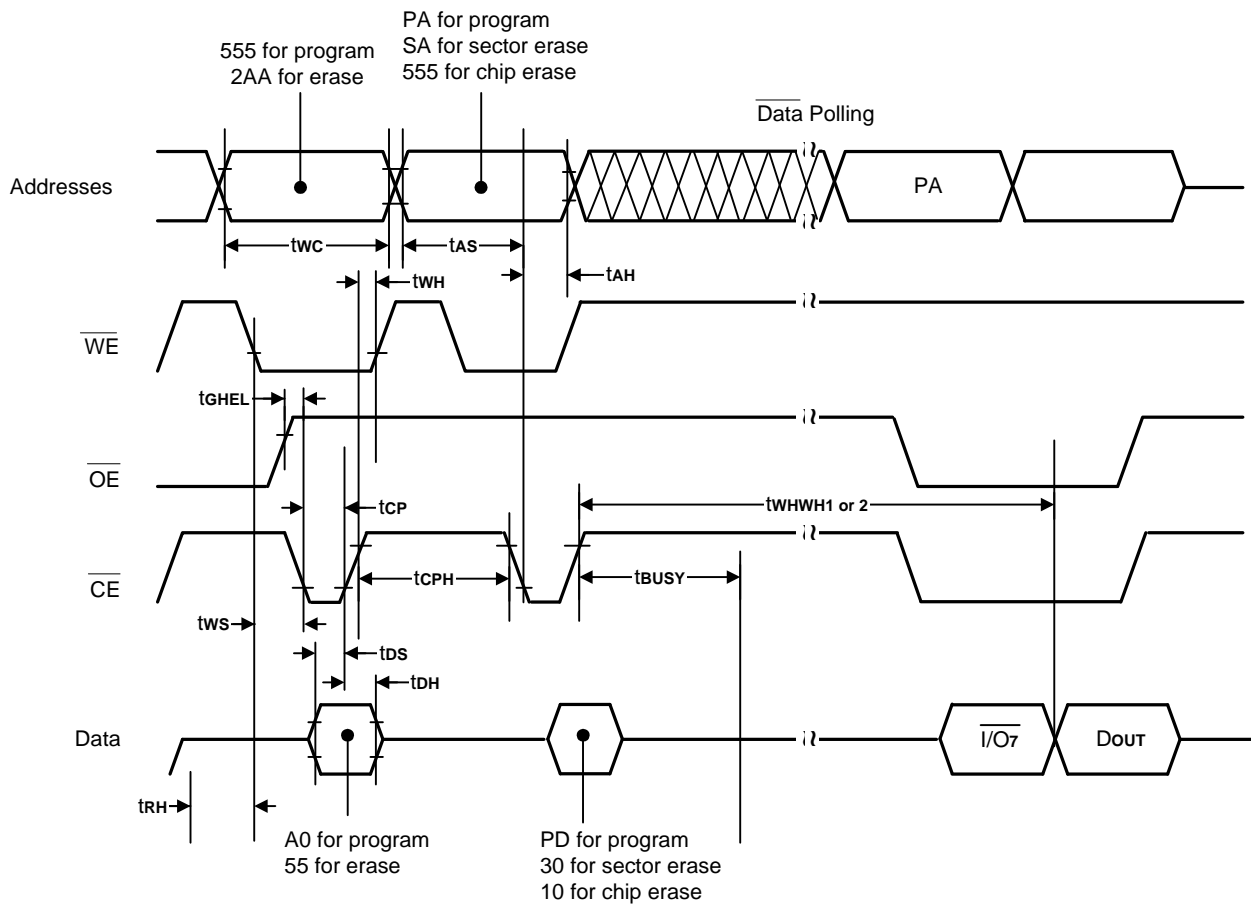 555 for program
2AA for erase
PA for program
SA for sector erase
555 for chip erase
Data Polling
Addresses
PA
tWC
tAS
tWH
tAH
WE
tGHEL
OE
tCP
tWHWH1 or 2
CE
tCPH
tBUSY
tWS
tDS
tDH
Data
I/O7
DOUT
tRH
A0 for program
55 for erase
PD for program
30 for sector erase
10 for chip erase